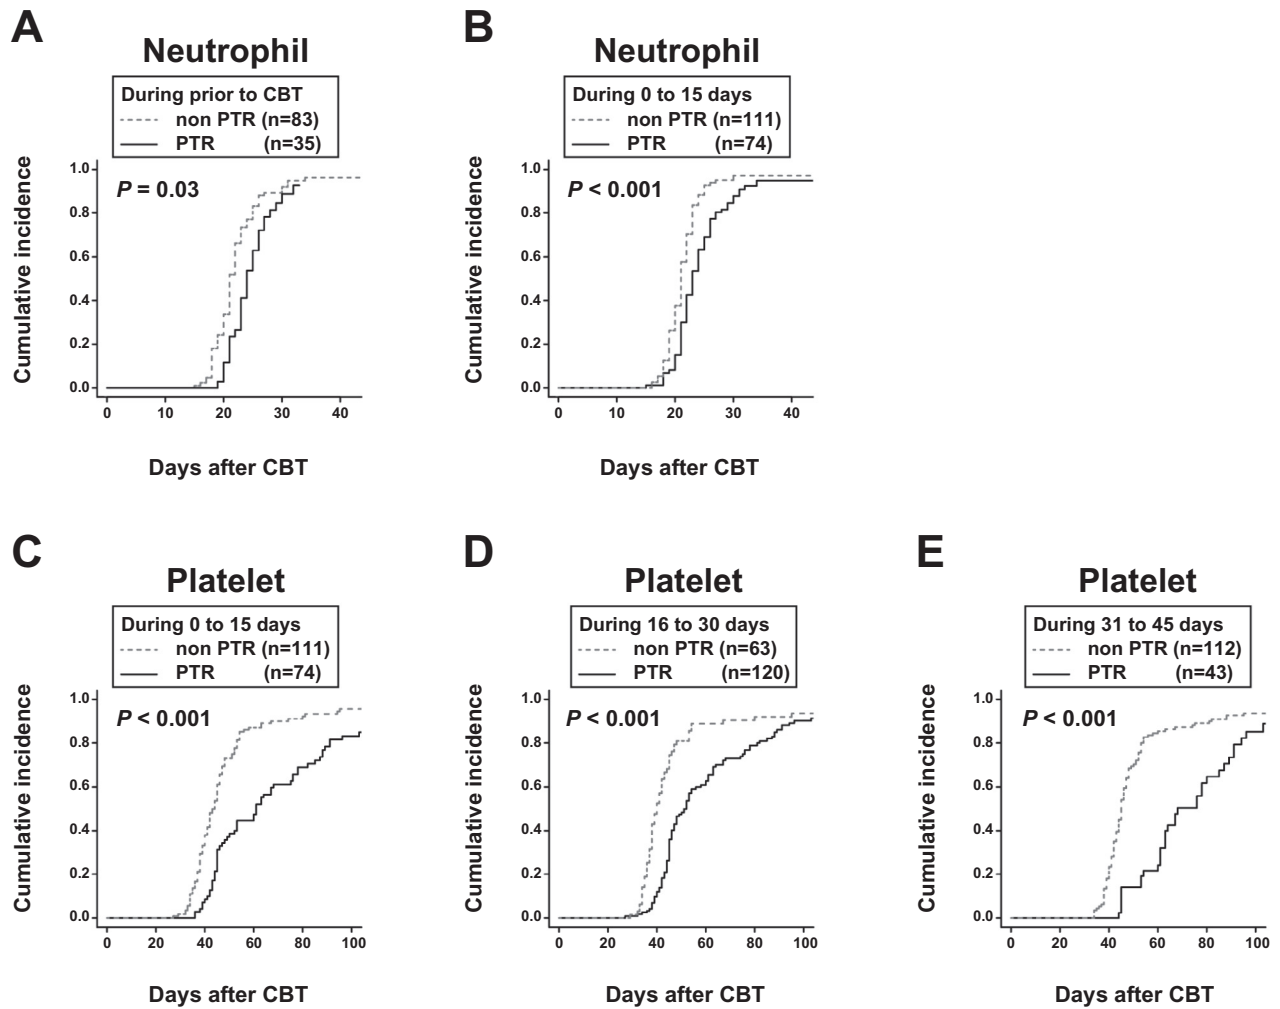 A
Neutrophil
During prior to CBT
non PTR (n=83)
PTR (n=35)
P = 0.03
Cumulative incidence
1.0
0.8
0.6
0.4
0.2
0.0
0 10 20 30 40
Days after CBT
B
Neutrophil
During 0 to 15 days
non PTR (n=111)
PTR (n=74)
P < 0.001
Cumulative incidence
1.0
0.8
0.6
0.4
0.2
0.0
0 10 20 30 40
Days after CBT
C
Platelet
During 0 to 15 days
non PTR (n=111)
PTR (n=74)
P < 0.001
Cumulative incidence
1.0
0.8
0.6
0.4
0.2
0.0
0 20 40 60 80 100
Days after CBT
D
Platelet
During 16 to 30 days
non PTR (n=63)
PTR (n=120)
P < 0.001
Cumulative incidence
1.0
0.8
0.6
0.4
0.2
0.0
0 20 40 60 80 100
Days after CBT
E
Platelet
During 31 to 45 days
non PTR (n=112)
PTR (n=43)
P < 0.001
Cumulative incidence
1.0
0.8
0.6
0.4
0.2
0.0
0 20 40 60 80 100
Days after CBT